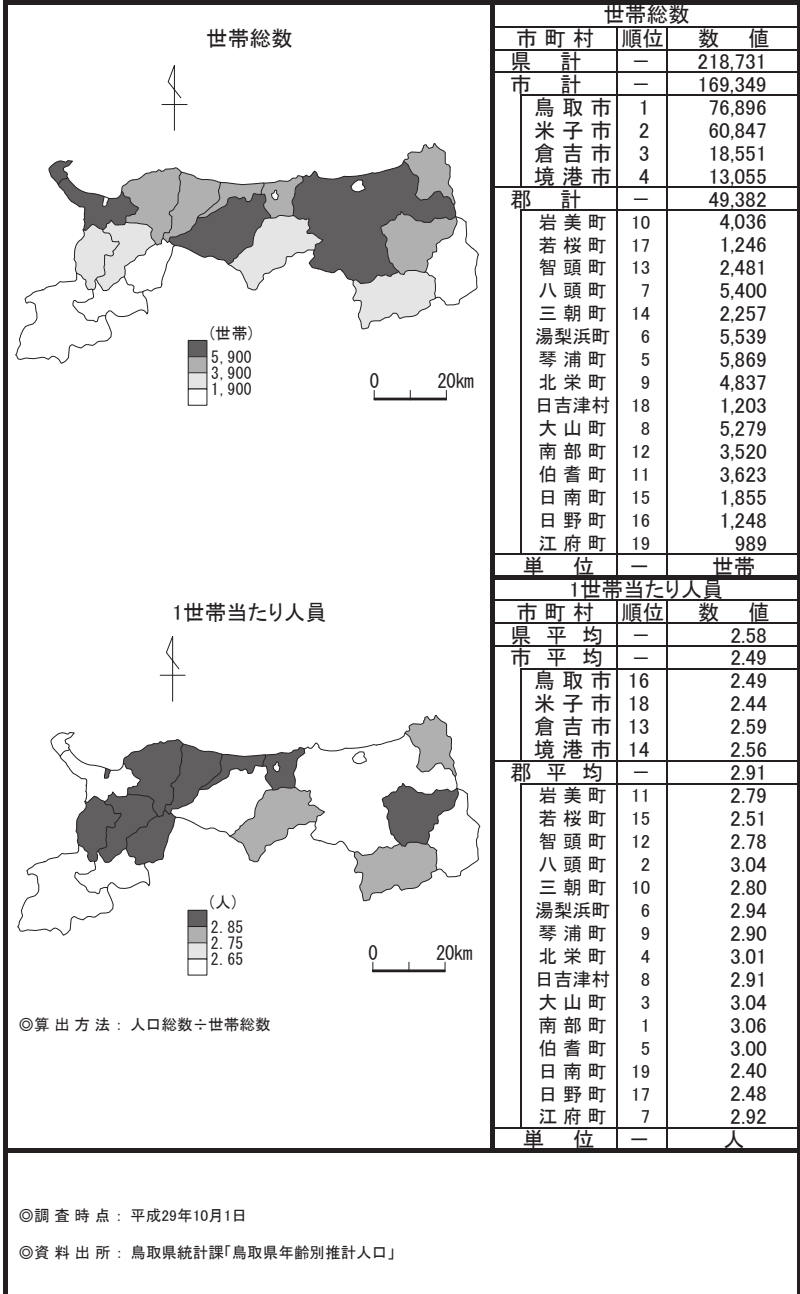 世帯総数
(世帯)
5,900
3,900
1,900
0 20km
世帯総数
市町村 順位 数値
県計 － 218,731
市計 － 169,349
鳥取市 1 76,896
米子市 2 60,847
倉吉市 3 18,551
境港市 4 13,055
郡計 － 49,382
岩美町 10 4,036
若桜町 17 1,246
智頭町 13 2,481
八頭町 7 5,400
三朝町 14 2,257
湯梨浜町 6 5,539
琴浦町 5 5,869
北栄町 9 4,837
日吉津村 18 1,203
大山町 8 5,279
南部町 12 3,520
伯耆町 11 3,623
日南町 15 1,855
日野町 16 1,248
江府町 19 989
単位 － 世帯
1世帯当たり人員
(人)
2.85
2.75
2.65
0 20km
◎算出方法：人口総数÷世帯総数
1世帯当たり人員
市町村 順位 数値
県平均 － 2.58
市平均 － 2.49
鳥取市 16 2.49
米子市 18 2.44
倉吉市 13 2.59
境港市 14 2.56
郡平均 － 2.91
岩美町 11 2.79
若桜町 15 2.51
智頭町 12 2.78
八頭町 2 3.04
三朝町 10 2.80
湯梨浜町 6 2.94
琴浦町 9 2.90
北栄町 4 3.01
日吉津村 8 2.91
大山町 3 3.04
南部町 1 3.06
伯耆町 5 3.00
日南町 19 2.40
日野町 17 2.48
江府町 7 2.92
単位 － 人
◎調査時点：平成29年10月1日
◎資料出所：鳥取県統計課「鳥取県年齢別推計人口」